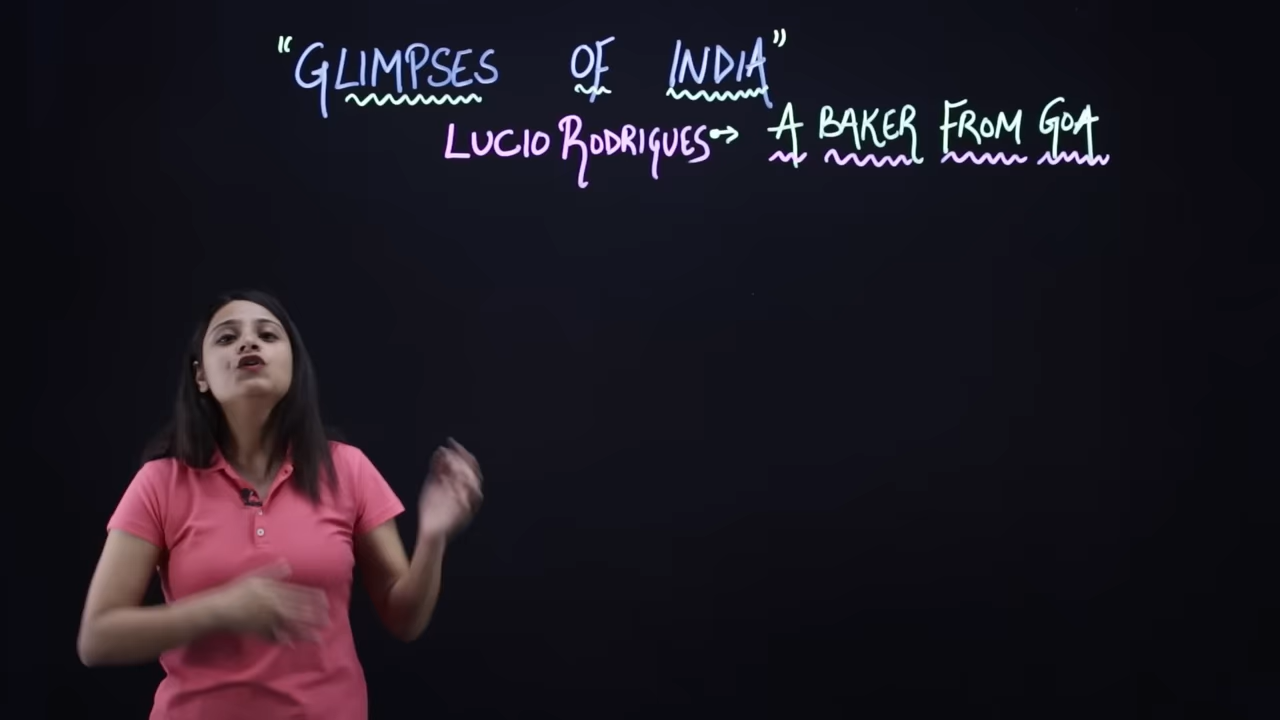 "GLIMPSES OF INDIA"
LUCIO RODRIGUES → A BAKER FROM GOA